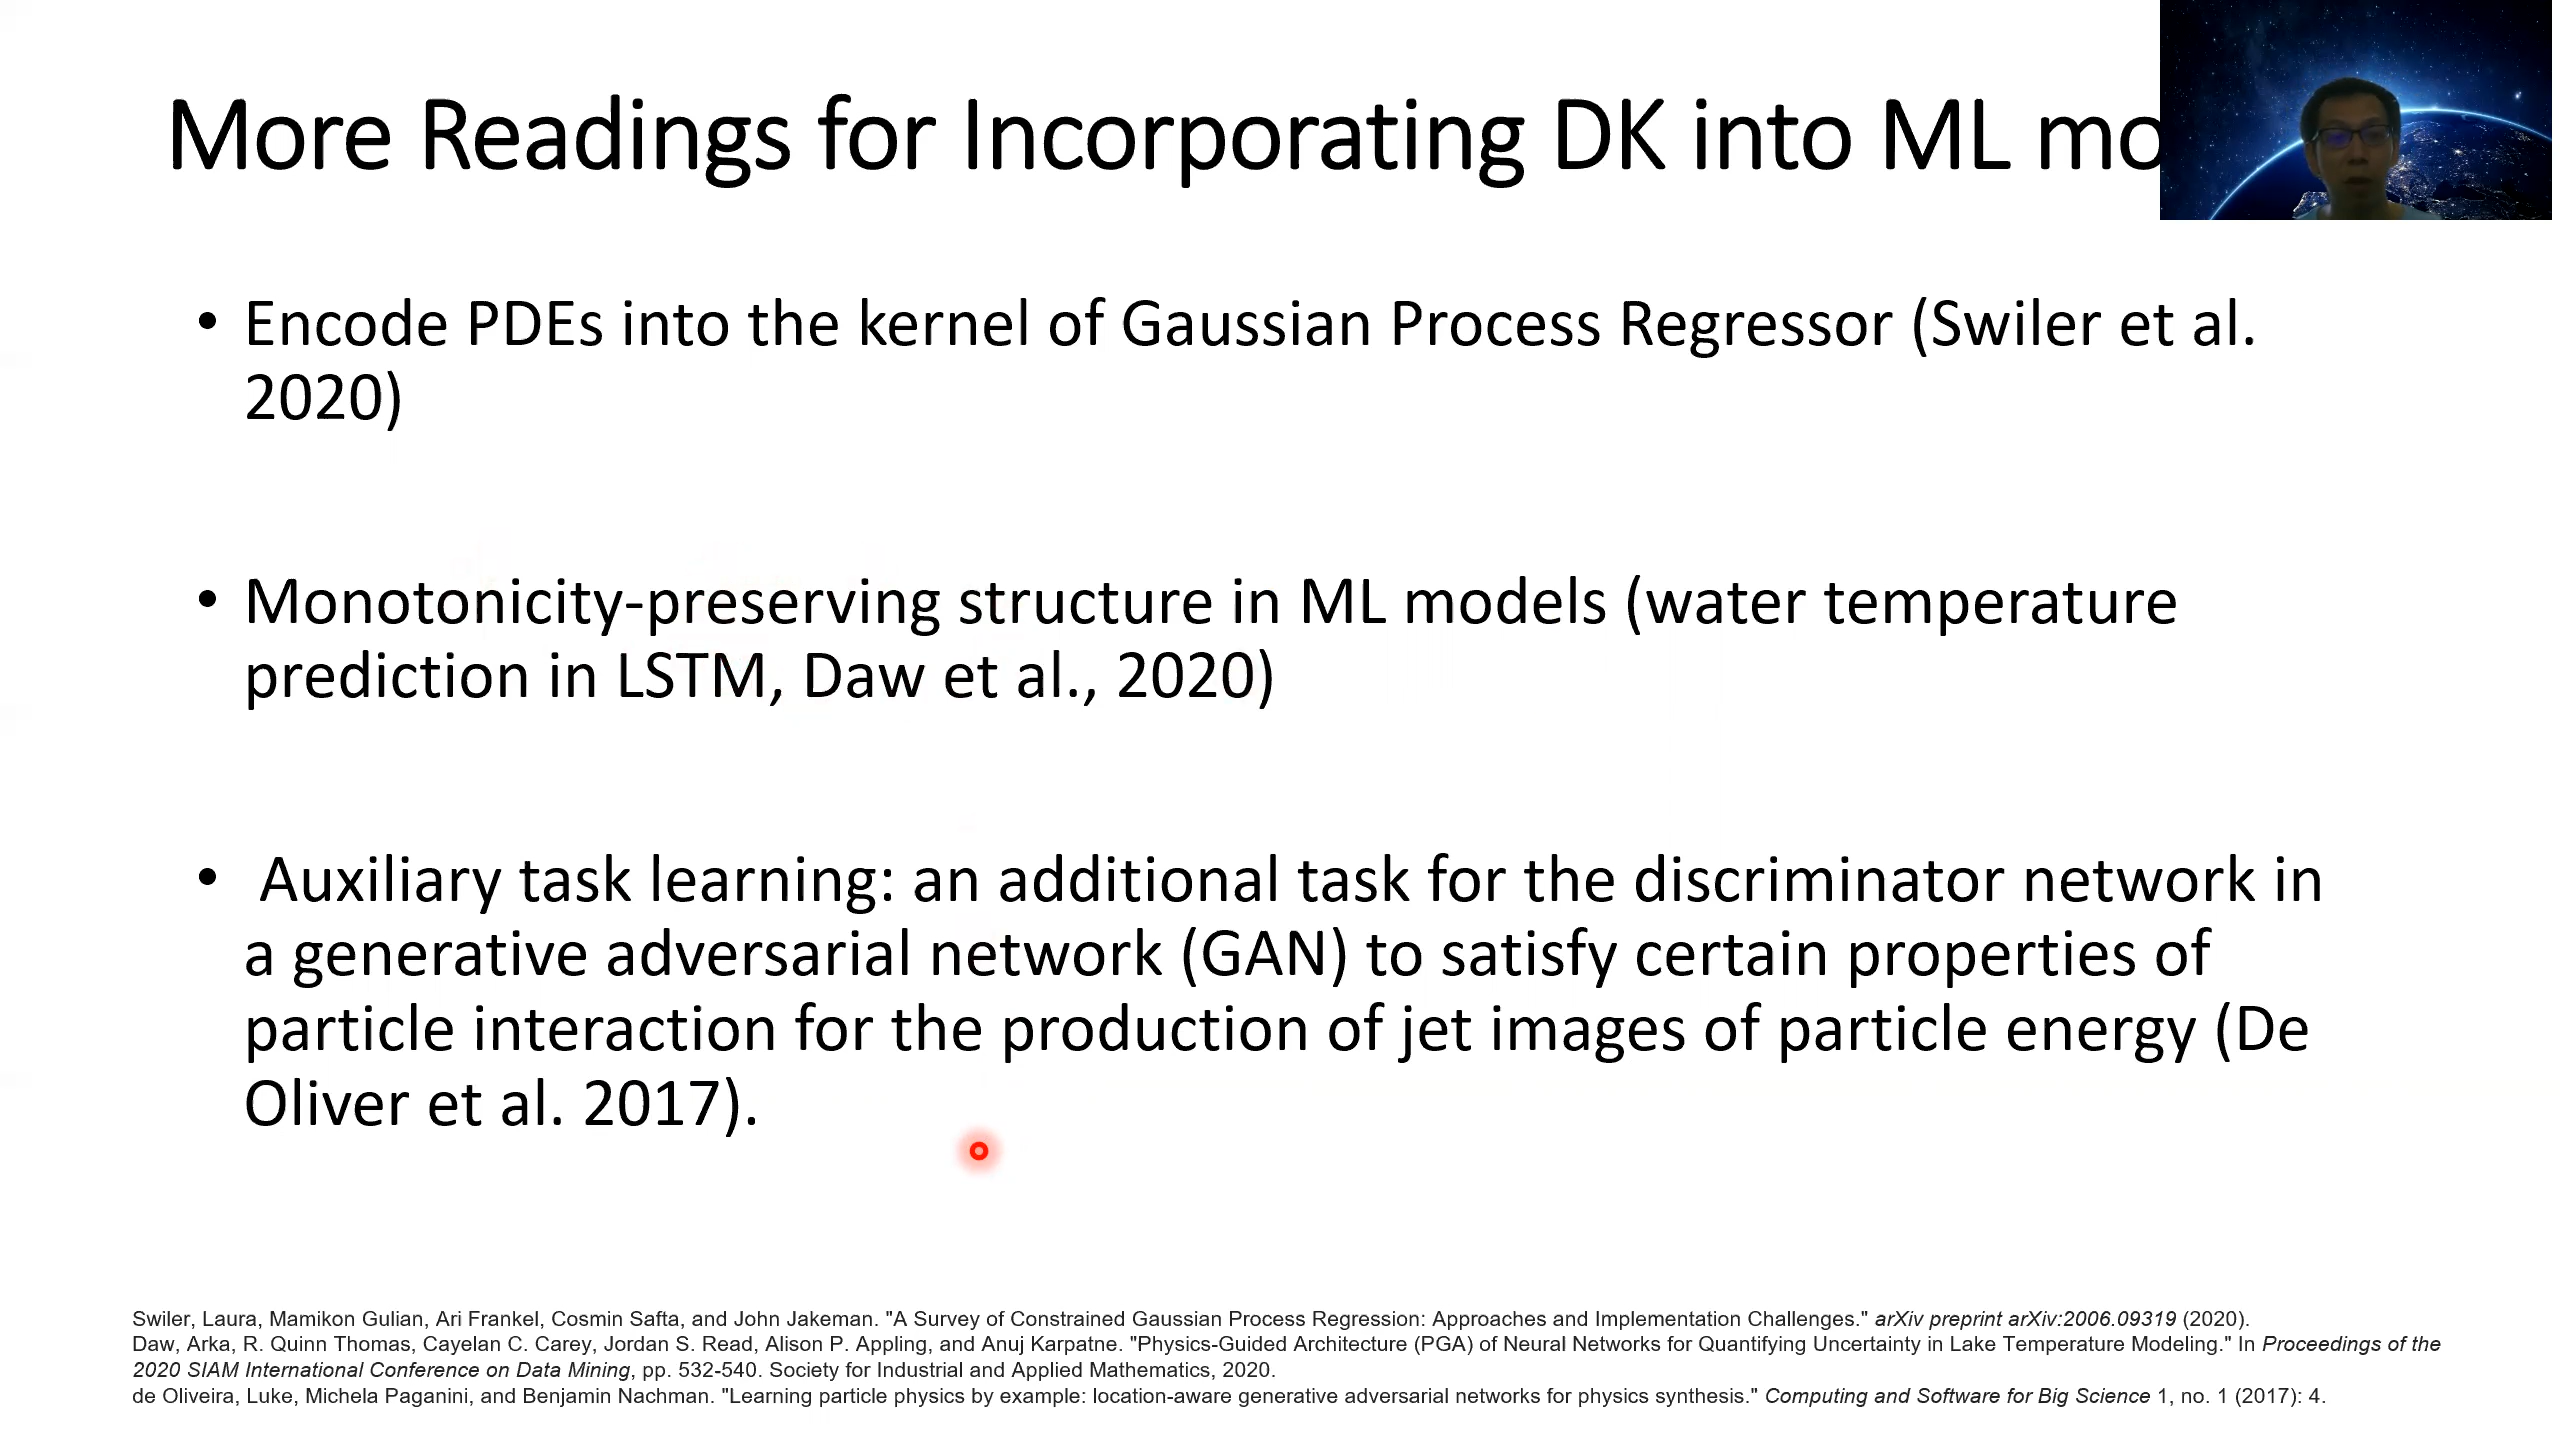 More Readings for Incorporating DK into ML mo
• Encode PDEs into the kernel of Gaussian Process Regressor (Swiler et al.
2020)
• Monotonicity-preserving structure in ML models (water temperature
prediction in LSTM, Daw et al., 2020)
• Auxiliary task learning: an additional task for the discriminator network in
a generative adversarial network (GAN) to satisfy certain properties of
particle interaction for the production of jet images of particle energy (De
Oliver et al. 2017).
Swiler, Laura, Mamikon Gulian, Ari Frankel, Cosmin Safta, and John Jakeman. "A Survey of Constrained Gaussian Process Regression: Approaches and Implementation Challenges." arXiv preprint arXiv:2006.09319 (2020).
Daw, Arka, R. Quinn Thomas, Cayelan C. Carey, Jordan S. Read, Alison P. Appling, and Anuj Karpatne. "Physics-Guided Architecture (PGA) of Neural Networks for Quantifying Uncertainty in Lake Temperature Modeling." In Proceedings of the
2020 SIAM International Conference on Data Mining, pp. 532-540. Society for Industrial and Applied Mathematics, 2020.
de Oliveira, Luke, Michela Paganini, and Benjamin Nachman. "Learning particle physics by example: location-aware generative adversarial networks for physics synthesis." Computing and Software for Big Science 1, no. 1 (2017): 4.